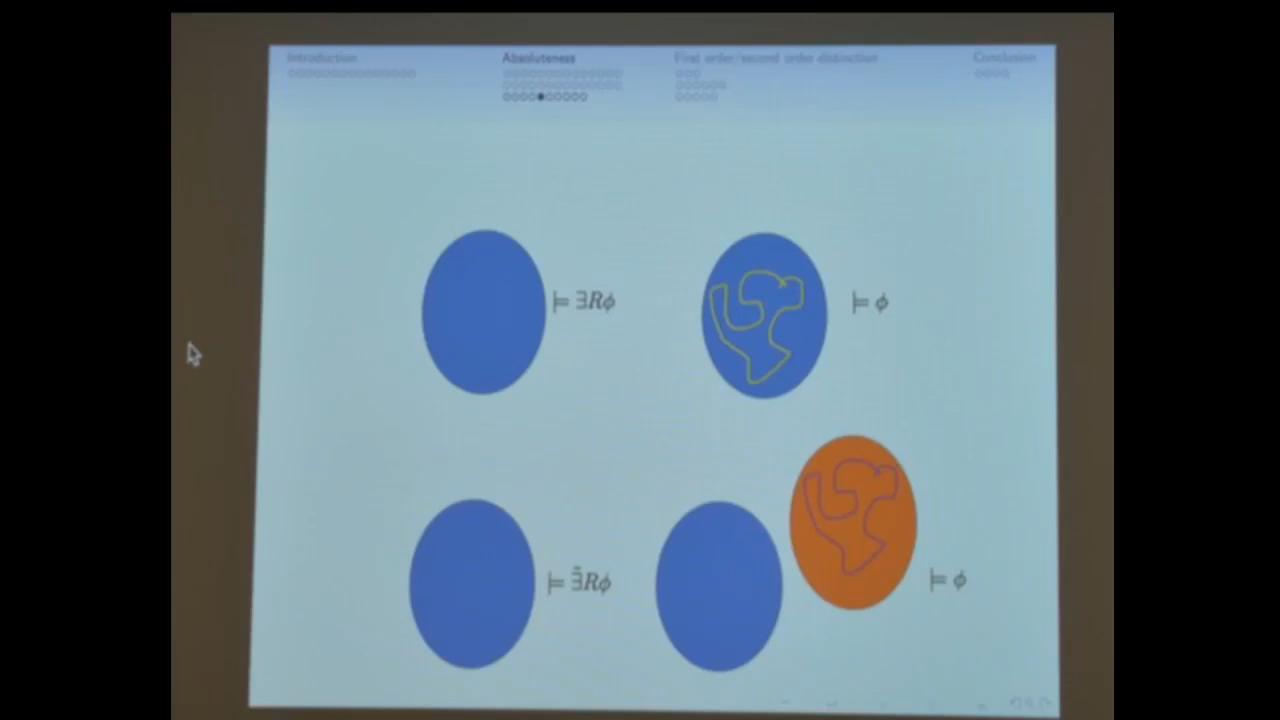 Introduction Absoluteness First order/second order distinction Conclusion
⊨ ∃Rϕ ⊨ ϕ
⊨ ∃̃Rϕ ⊨ ϕ